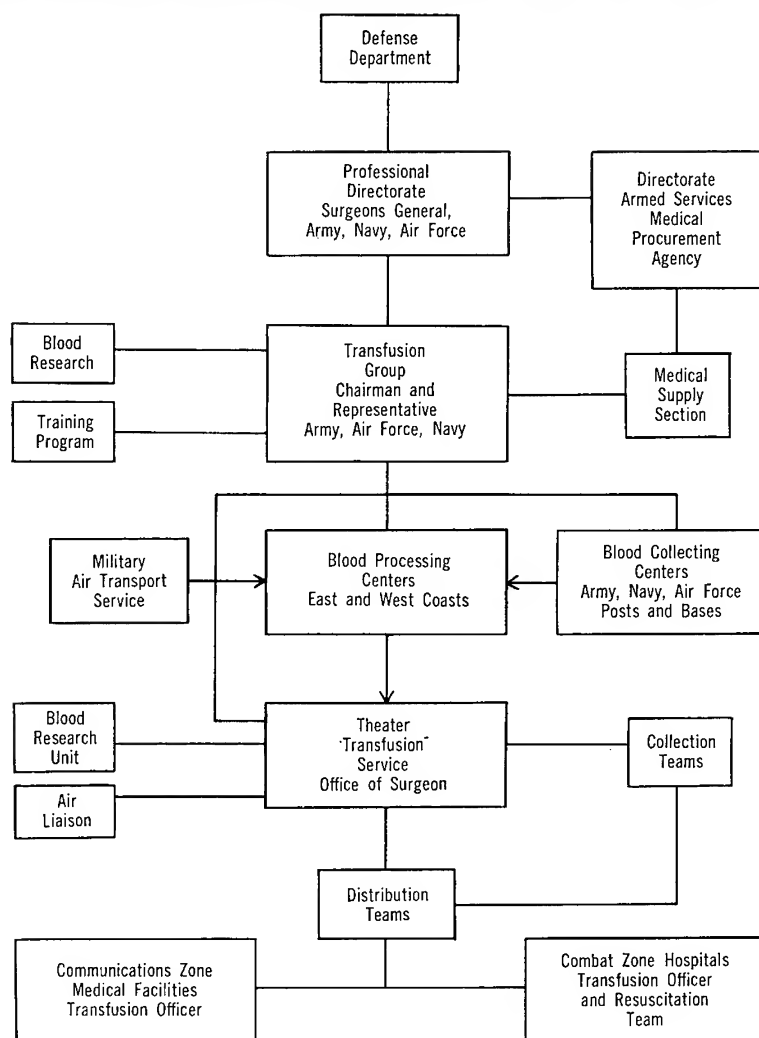 Defense
Department
Professional
Directorate
Surgeons General,
Army, Navy, Air Force
Directorate
Armed Services
Medical
Procurement
Agency
Blood
Research
Training
Program
Transfusion
Group
Chairman and
Representative
Army, Air Force, Navy
Medical
Supply
Section
Military
Air Transport
Service
Blood Processing
Centers
East and West Coasts
Blood Collecting
Centers
Army, Navy, Air Force
Posts and Bases
Blood
Research
Unit
Air
Liaison
Theater
"Transfusion"
Service
Office of Surgeon
Collection
Teams
Distribution
Teams
Communications Zone
Medical Facilities
Transfusion Officer
Combat Zone Hospitals
Transfusion Officer
and Resuscitation
Team